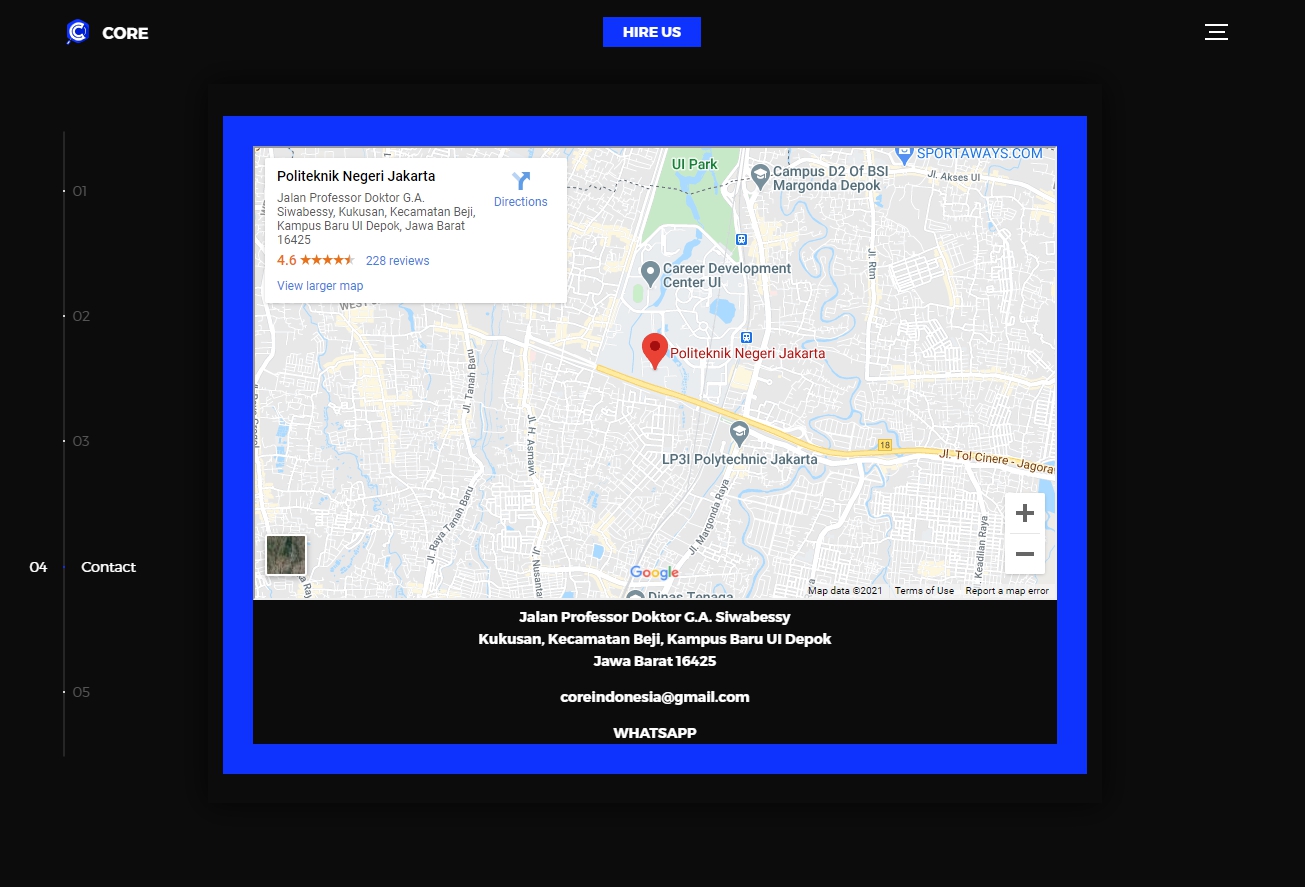 CORE
HIRE US
01
02
03
04 Contact
05
Politeknik Negeri Jakarta
Jalan Professor Doktor G.A.
Siwabessy, Kukusan, Kecamatan Beji,
Kampus Baru UI Depok, Jawa Barat
16425
4.6
228 reviews
View larger map
Directions
UI Park
Campus D2 Of BSI
Margonda Depok
SPORTAWAYS.COM
Jl. Akses UI
Jl. Rtm
Career Development
Center UI
Politeknik Negeri Jakarta
Jl. Tanah Baru
Jl. H. Asmawi
LP3I Polytechnic Jakarta
18
Jl. Tol Cinere - Jagora
Jl. Raya Tanah Baru
Jl. Margonda Raya
Keadilan Raya
Jl. Nusantar
Google
Dinas Tenaga
Map data ©2021
Terms of Use
Report a map error
Jalan Professor Doktor G.A. Siwabessy
Kukusan, Kecamatan Beji, Kampus Baru UI Depok
Jawa Barat 16425
coreindonesia@gmail.com
WHATSAPP